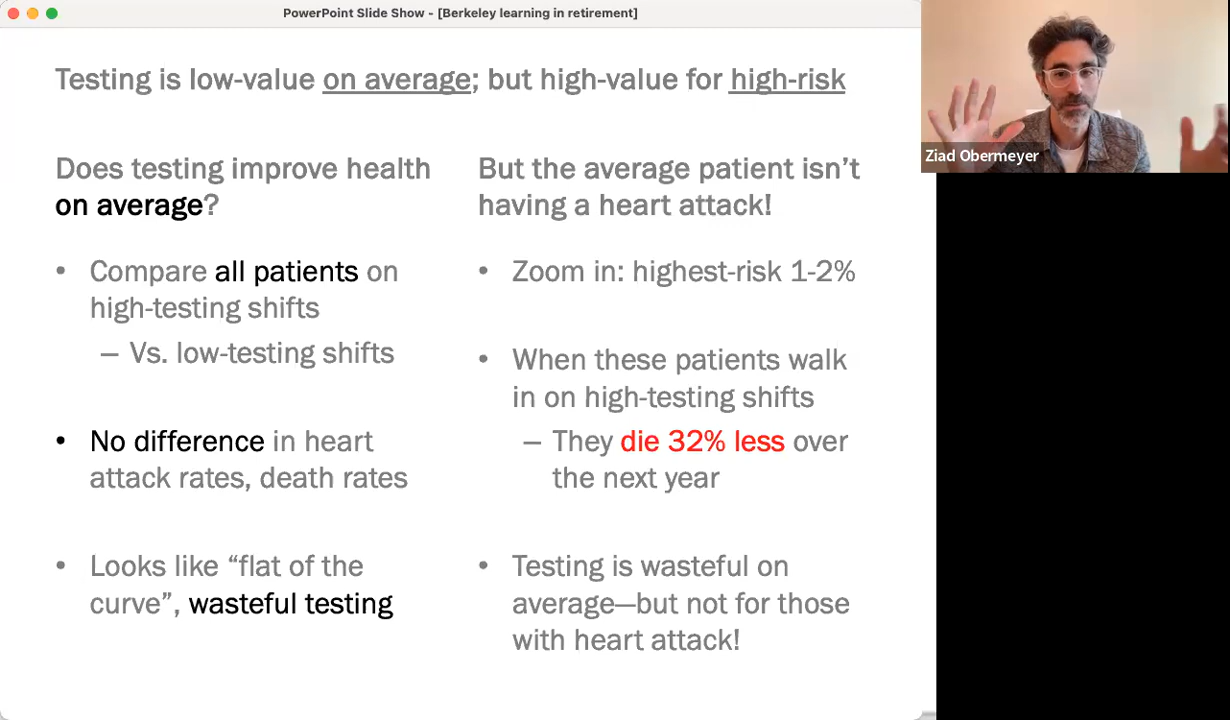 PowerPoint Slide Show - [Berkeley learning in retirement]
Testing is low-value on average; but high-value for high-risk
Does testing improve health
on average?
• Compare all patients on
high-testing shifts
– Vs. low-testing shifts
• No difference in heart
attack rates, death rates
• Looks like “flat of the
curve”, wasteful testing
But the average patient isn’t
having a heart attack!
• Zoom in: highest-risk 1-2%
• When these patients walk
in on high-testing shifts
– They die 32% less over
the next year
• Testing is wasteful on
average—but not for those
with heart attack!
Ziad Obermeyer